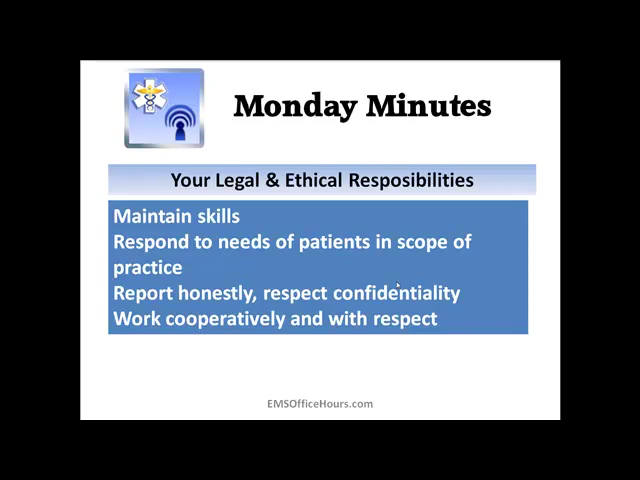 Monday Minutes
Your Legal & Ethical Resposibilities
Maintain skills
Respond to needs of patients in scope of
practice
Report honestly, respect confidentiality
Work cooperatively and with respect
EMSOfficeHours.com